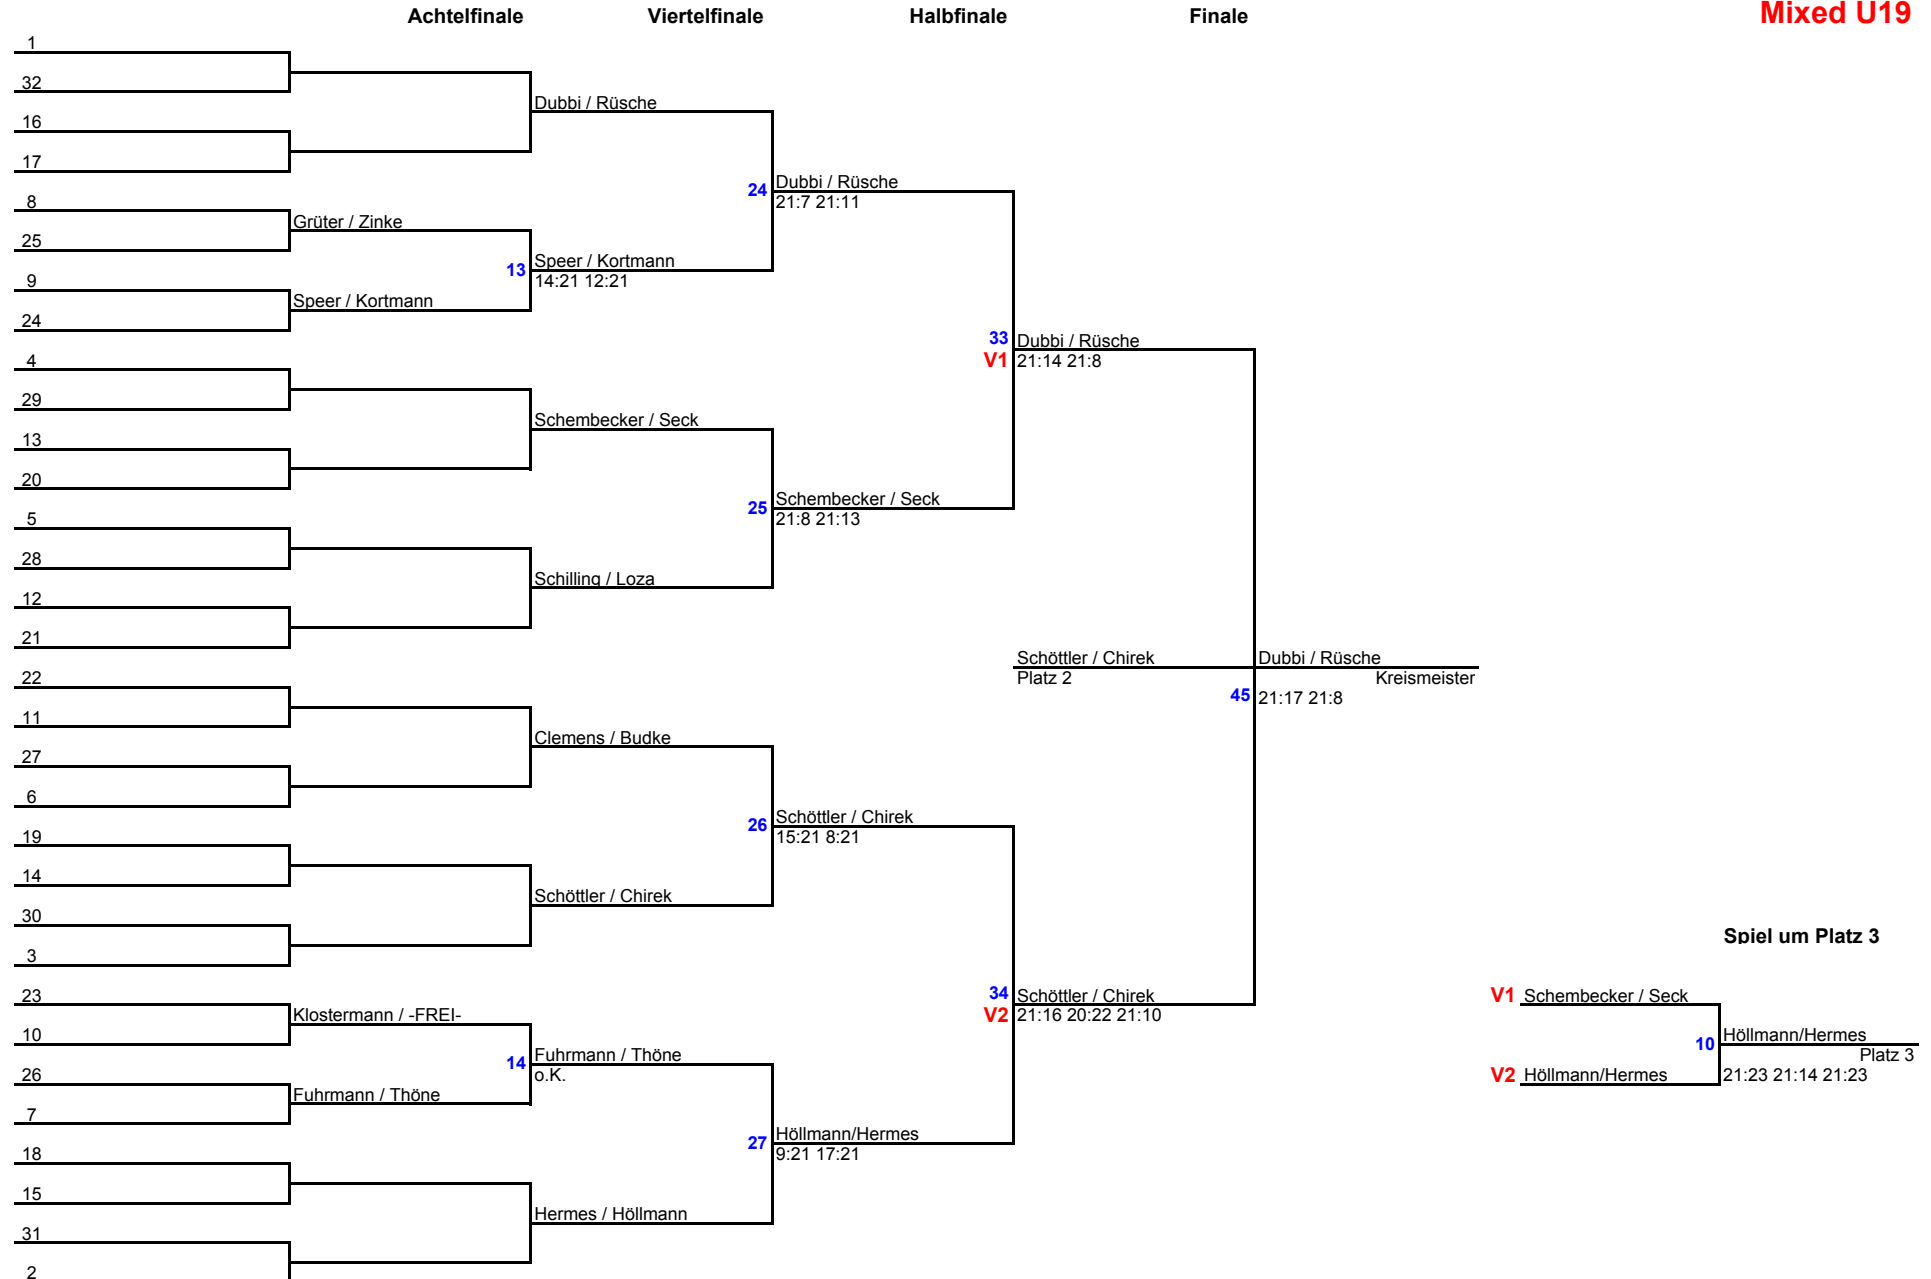 Achtelfinale Viertelfinale Halbfinale Finale Mixed U19
1
32
Dubbi / Rüsche
16
17
24 Dubbi / Rüsche
21:7 21:11
8
Grüter / Zinke
25
13 Speer / Kortmann
14:21 12:21
9
Speer / Kortmann
24
33 Dubbi / Rüsche
V1 21:14 21:8
4
29
Schembecker / Seck
13
20
25 Schembecker / Seck
21:8 21:13
5
28
Schilling / Loza
12
21
Schöttler / Chirek Dubbi / Rüsche
Platz 2 Kreismeister
45 21:17 21:8
22
11
Clemens / Budke
27
6
26 Schöttler / Chirek
15:21 8:21
19
14
Schöttler / Chirek
30
3
Spiel um Platz 3
23
34 Schöttler / Chirek
V2 21:16 20:22 21:10
V1 Schembecker / Seck
Klostermann / -FREI-
10
14 Fuhrmann / Thöne
o.K.
10 Höllmann/Hermes
Platz 3
V2 Höllmann/Hermes 21:23 21:14 21:23
26
Fuhrmann / Thöne
7
27 Höllmann/Hermes
9:21 17:21
18
15
Hermes / Höllmann
31
2